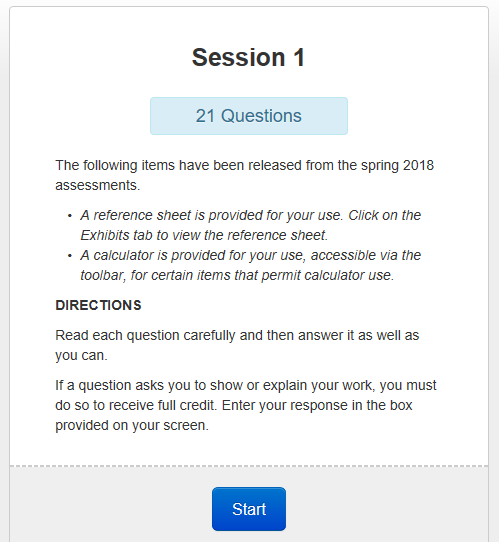 Session 1
21 Questions
The following items have been released from the spring 2018
assessments.
• A reference sheet is provided for your use. Click on the
Exhibits tab to view the reference sheet.
• A calculator is provided for your use, accessible via the
toolbar, for certain items that permit calculator use.
DIRECTIONS
Read each question carefully and then answer it as well as
you can.
If a question asks you to show or explain your work, you must
do so to receive full credit. Enter your response in the box
provided on your screen.
Start